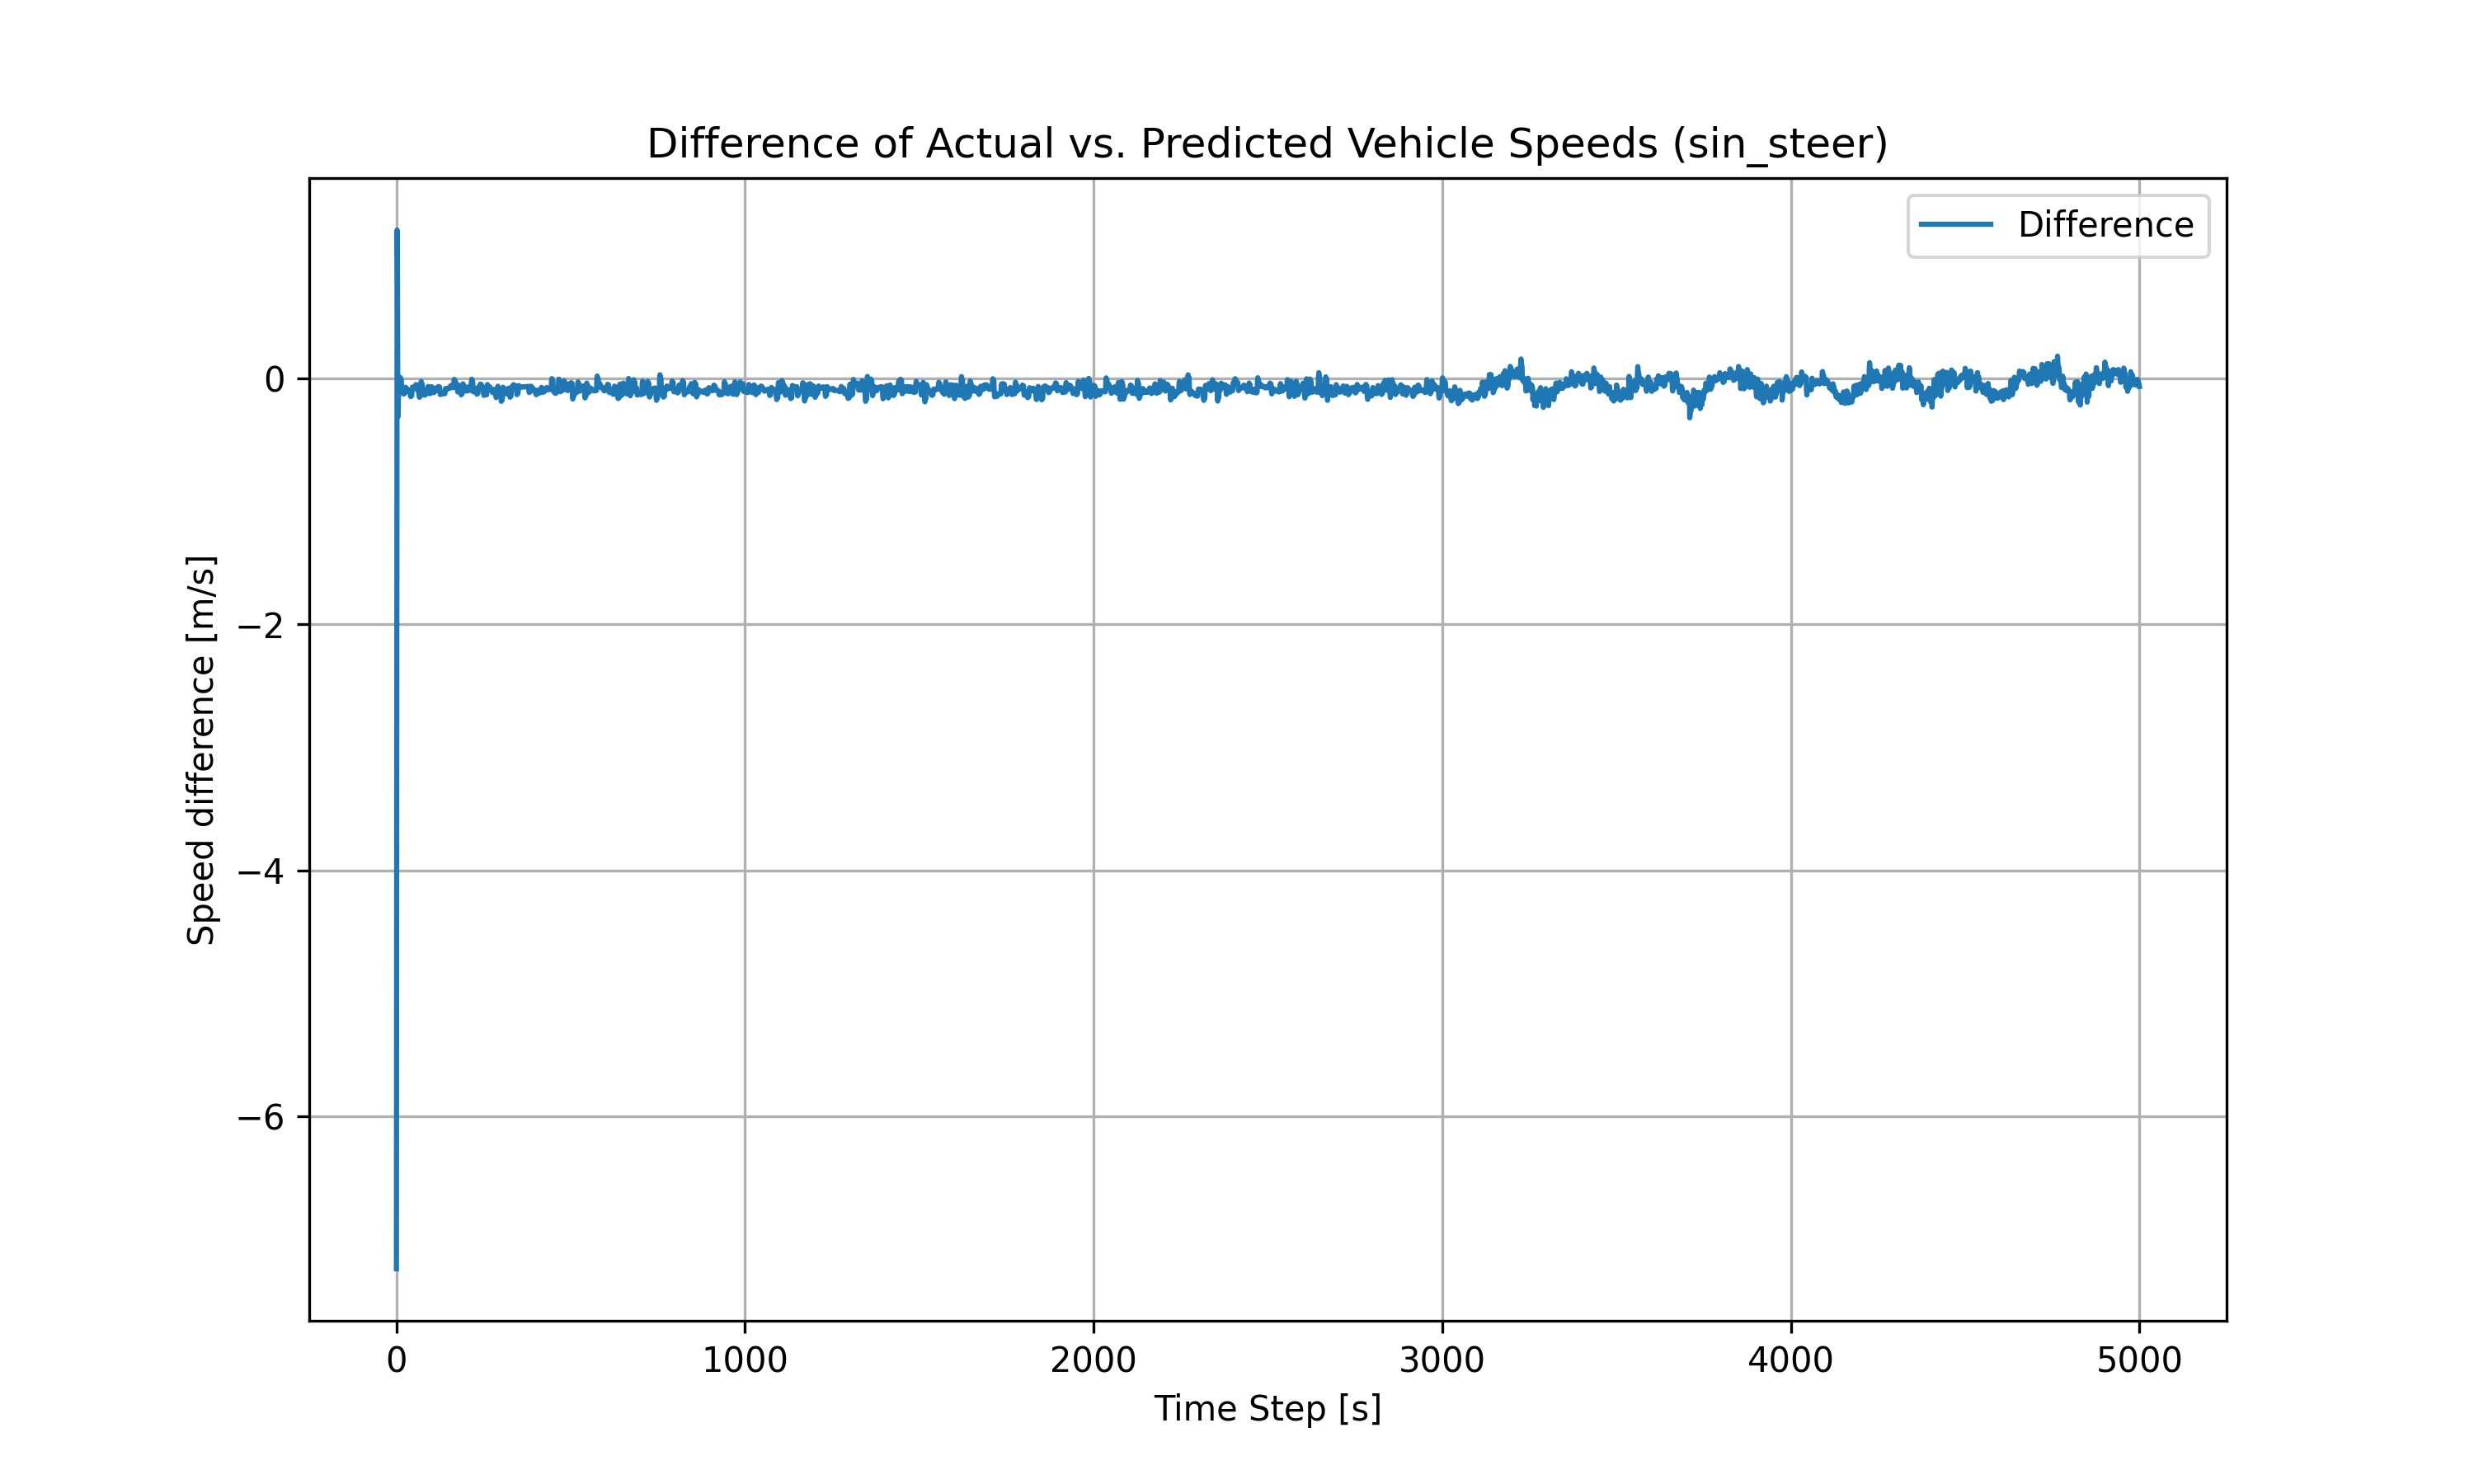 Difference of Actual vs. Predicted Vehicle Speeds (sin_steer)
Difference
Speed difference [m/s]
0
−2
−4
−6
0 1000 2000 3000 4000 5000
Time Step [s]